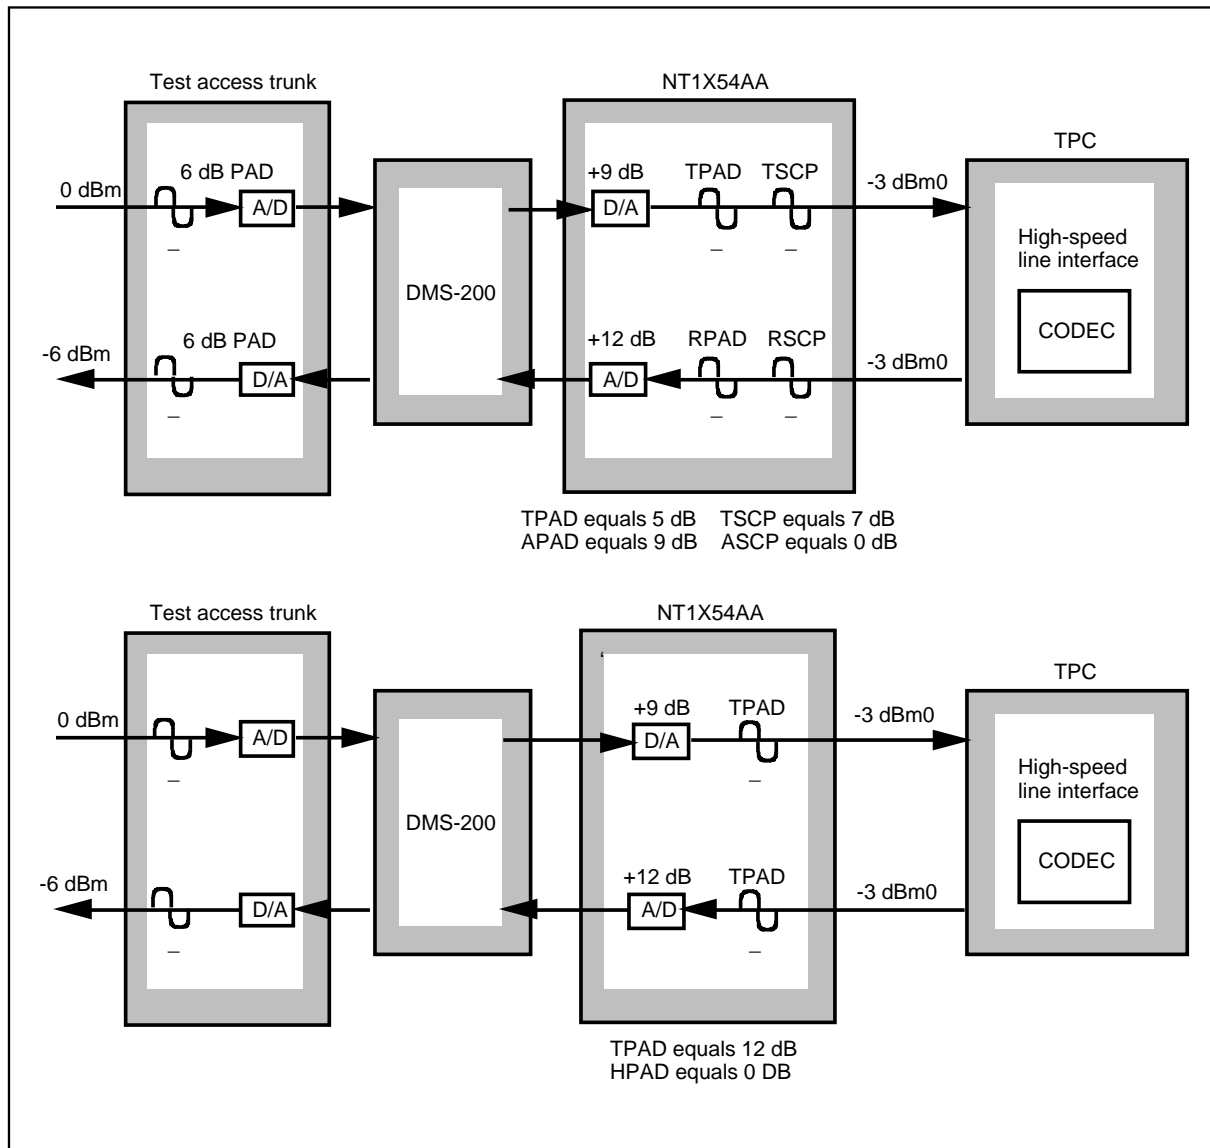 Test access trunk
NT1X54AA
TPC
0 dBm
6 dB PAD
A/D
+9 dB
D/A
TPAD
TSCP
-3 dBm0
High-speed
line interface
CODEC
DMS-200
-6 dBm
6 dB PAD
D/A
+12 dB
A/D
RPAD
RSCP
-3 dBm0
TPAD equals 5 dB TSCP equals 7 dB
APAD equals 9 dB ASCP equals 0 dB
Test access trunk
NT1X54AA
TPC
0 dBm
A/D
+9 dB
D/A
TPAD
-3 dBm0
High-speed
line interface
CODEC
DMS-200
-6 dBm
D/A
+12 dB
A/D
TPAD
-3 dBm0
TPAD equals 12 dB
HPAD equals 0 DB